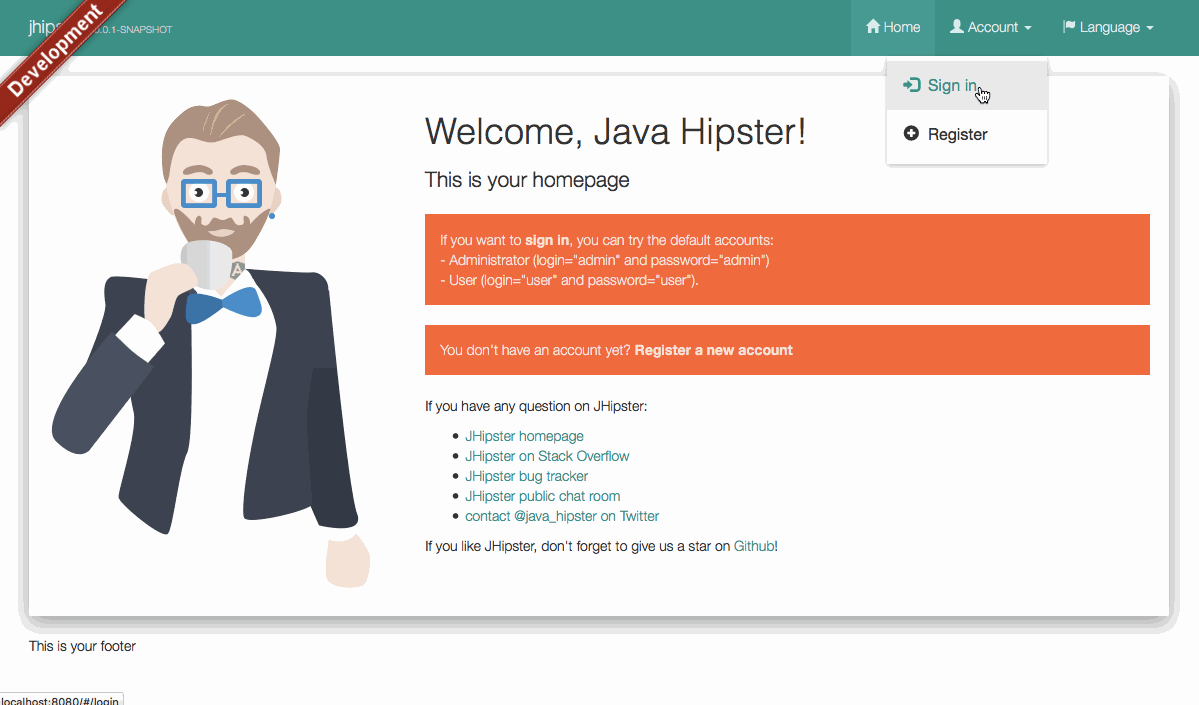 Development
0.1-SNAPSHOT
Home
Account
Language
Sign in
Register
Welcome, Java Hipster!
This is your homepage
If you want to sign in, you can try the default accounts:
- Administrator (login="admin" and password="admin")
- User (login="user" and password="user").
You don't have an account yet? Register a new account
If you have any question on JHipster:
JHipster homepage
JHipster on Stack Overflow
JHipster bug tracker
JHipster public chat room
contact @java_hipster on Twitter
If you like JHipster, don't forget to give us a star on Github!
A
This is your footer
localhost:8080/#/login